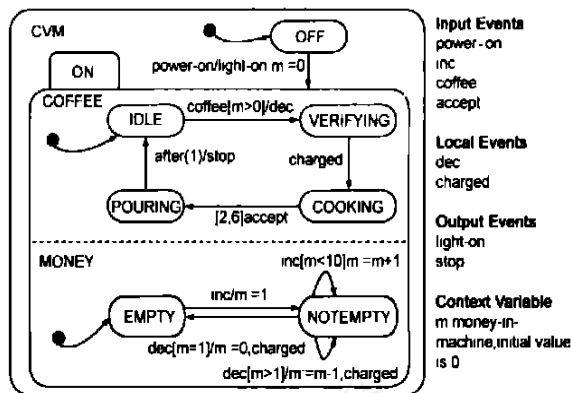 CVM
OFF
power-on/light-on m =0
ON
COFFEE
IDLE
coffee[m>0]/dec
VERIFYING
after(1)/stop
charged
POURING
[2,6]accept
COOKING
MONEY
inc[m<10]m =m+1
EMPTY
inc/m =1
NOTEMPTY
dec[m=1]/m =0,charged
dec[m>1]/m =m-1,charged
Input Events
power-on
inc
coffee
accept
Local Events
dec
charged
Output Events
light-on
stop
Context Variable
m money-in-
machine,initial value
is 0